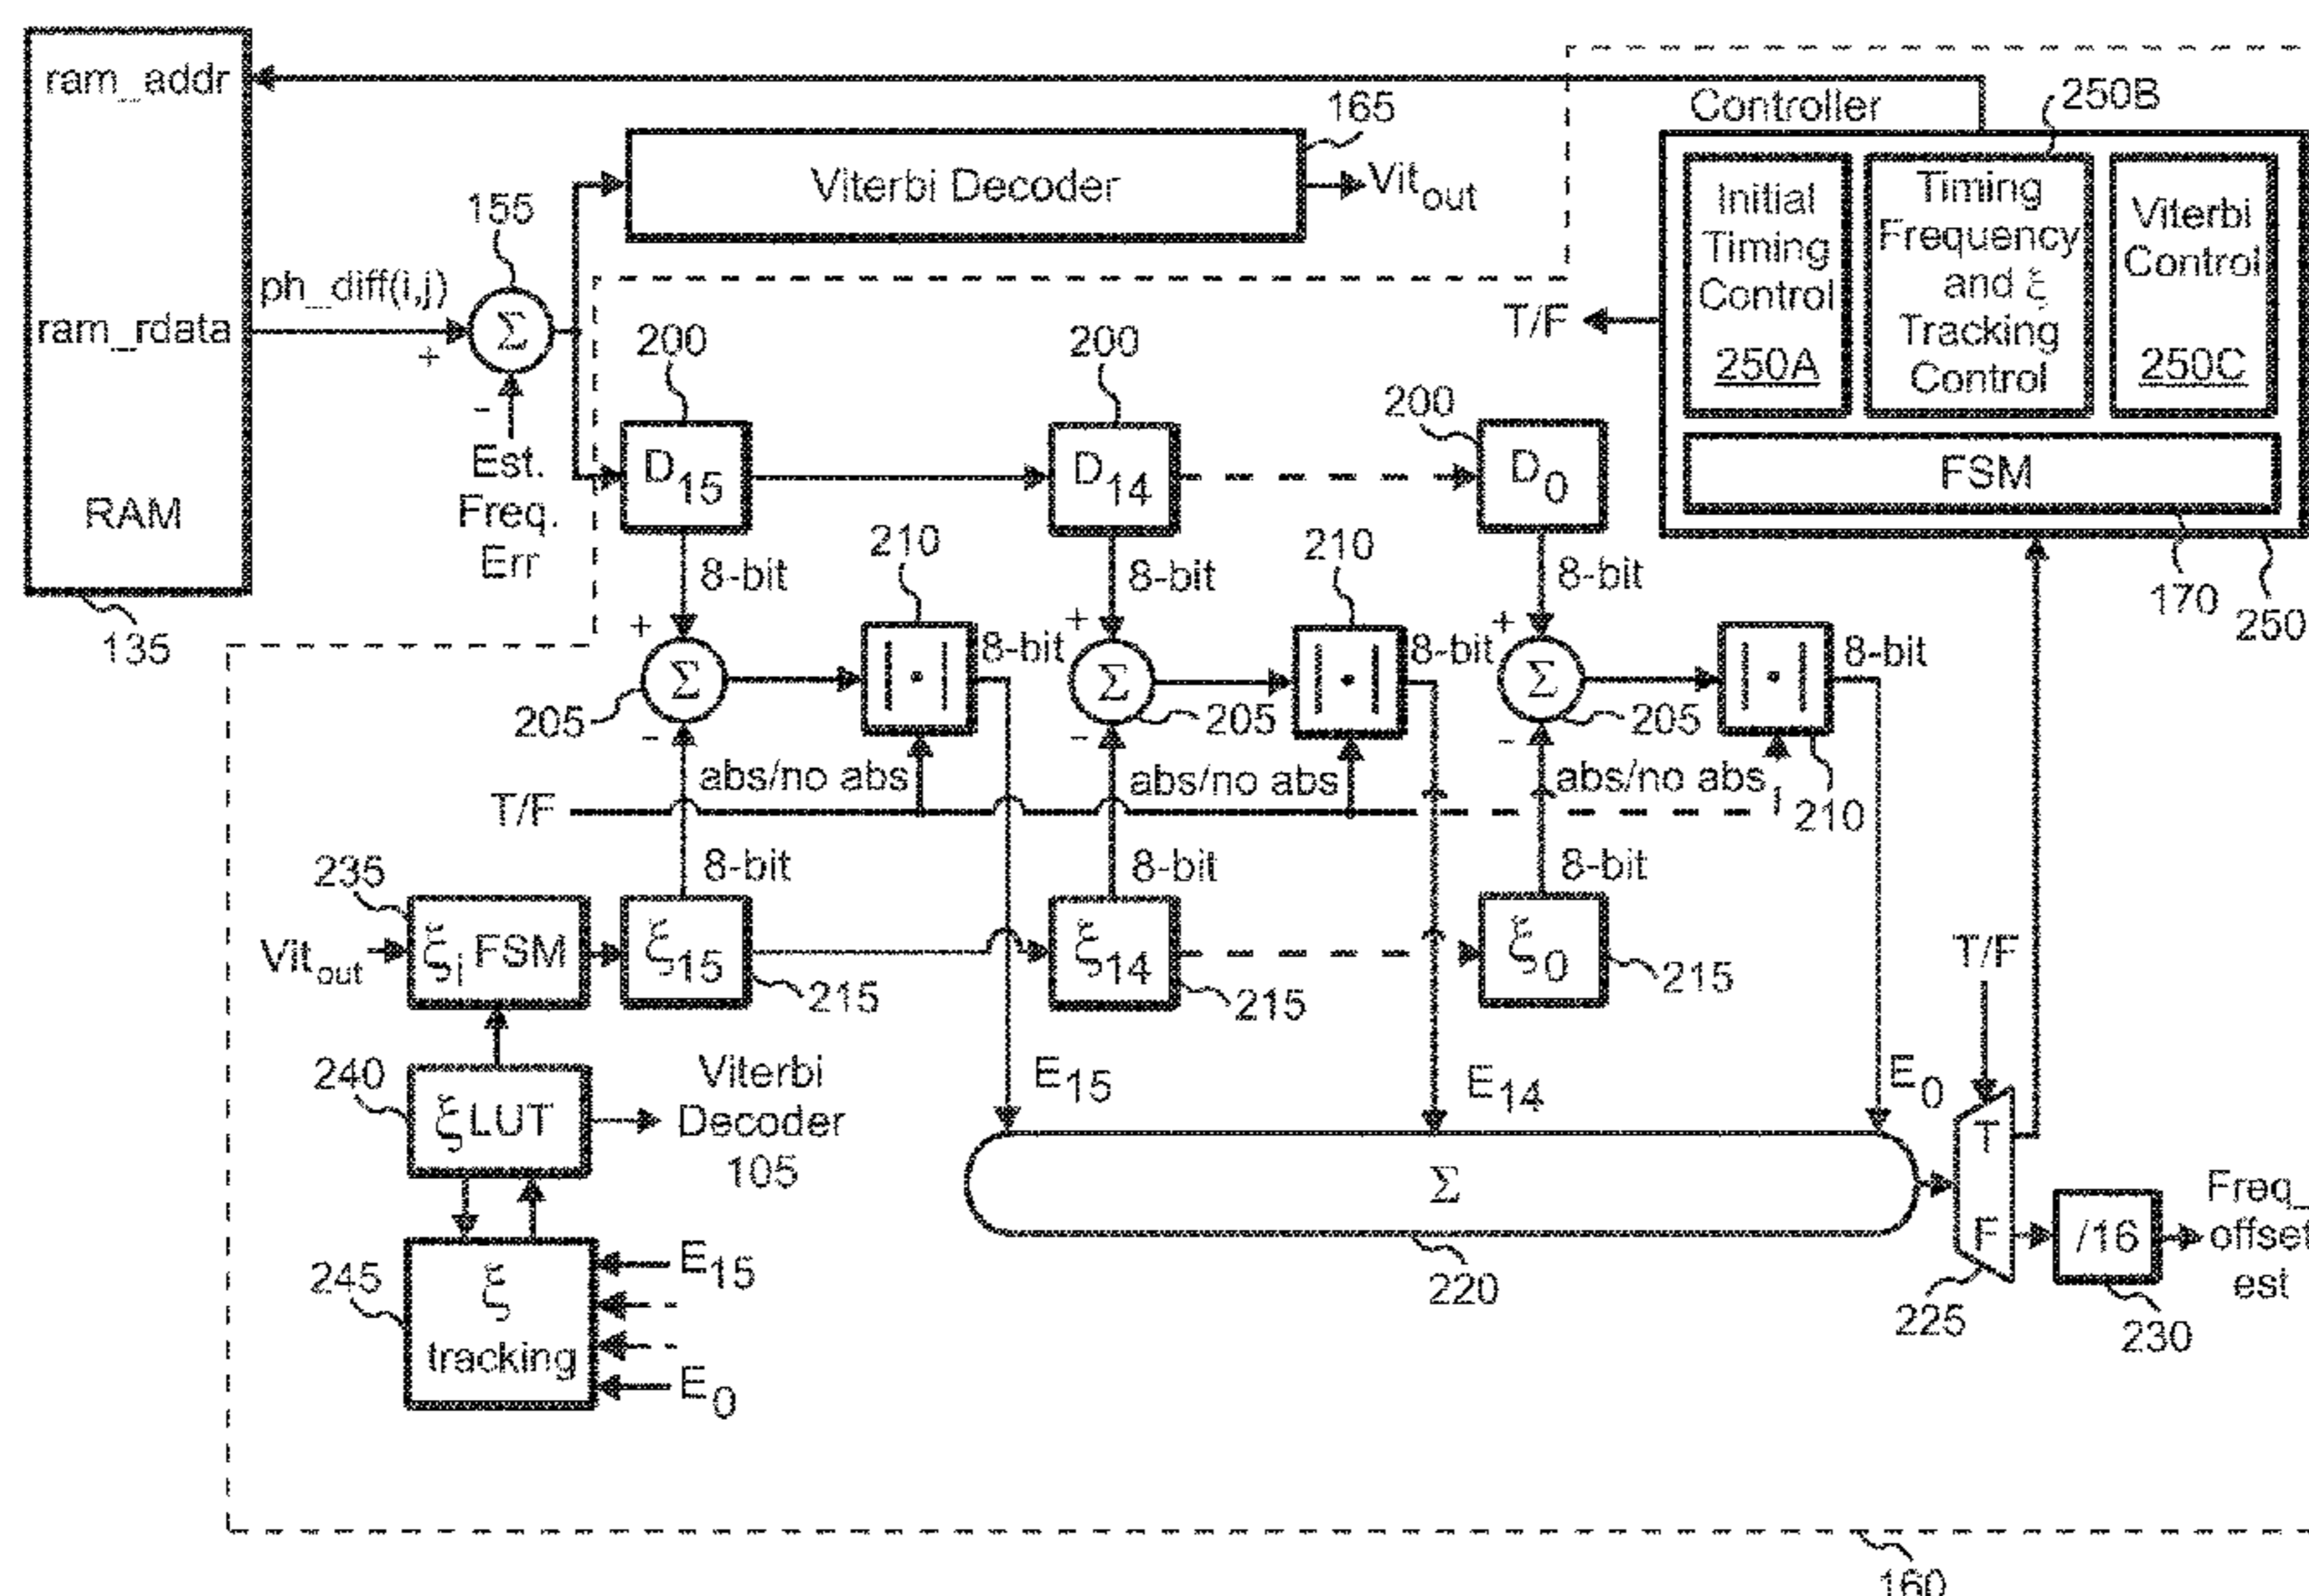 ram_addr
ram_rdata
RAM
135
ph_diff(i,j)
+
155
Σ
-
Est.
Freq.
Err
Viterbi Decoder
165
Vit out
Controller
250B
Initial
Timing
Control
250A
Timing
Frequency
and ξ
Tracking
Control
Viterbi
Control
250C
FSM
170
250
T/F
200
D15
200
D14
200
D0
8-bit
8-bit
8-bit
+
Σ
205
-
210
|•|
8-bit
+
Σ
205
-
210
|•|
8-bit
+
Σ
205
-
|•|
8-bit
210
abs/no abs
abs/no abs
abs/no abs
T/F
8-bit
8-bit
8-bit
235
Vit out
ξi FSM
ξ15
215
ξ14
215
ξ0
215
T/F
240
ξ LUT
Viterbi
Decoder
105
E15
E14
E0
Σ
220
T
F
225
/16
230
Freq_
offset
est
245
ξ
tracking
E15
E0
160